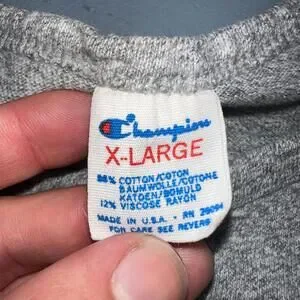 Champion
X-LARGE
88% COTTON/COTON
BAUMWOLLE/COTONE
KATOEN/BOMULD
12% VISCOSE RAYON
MADE IN U.S.A. - RN 26094
FOR CARE SEE REVERS